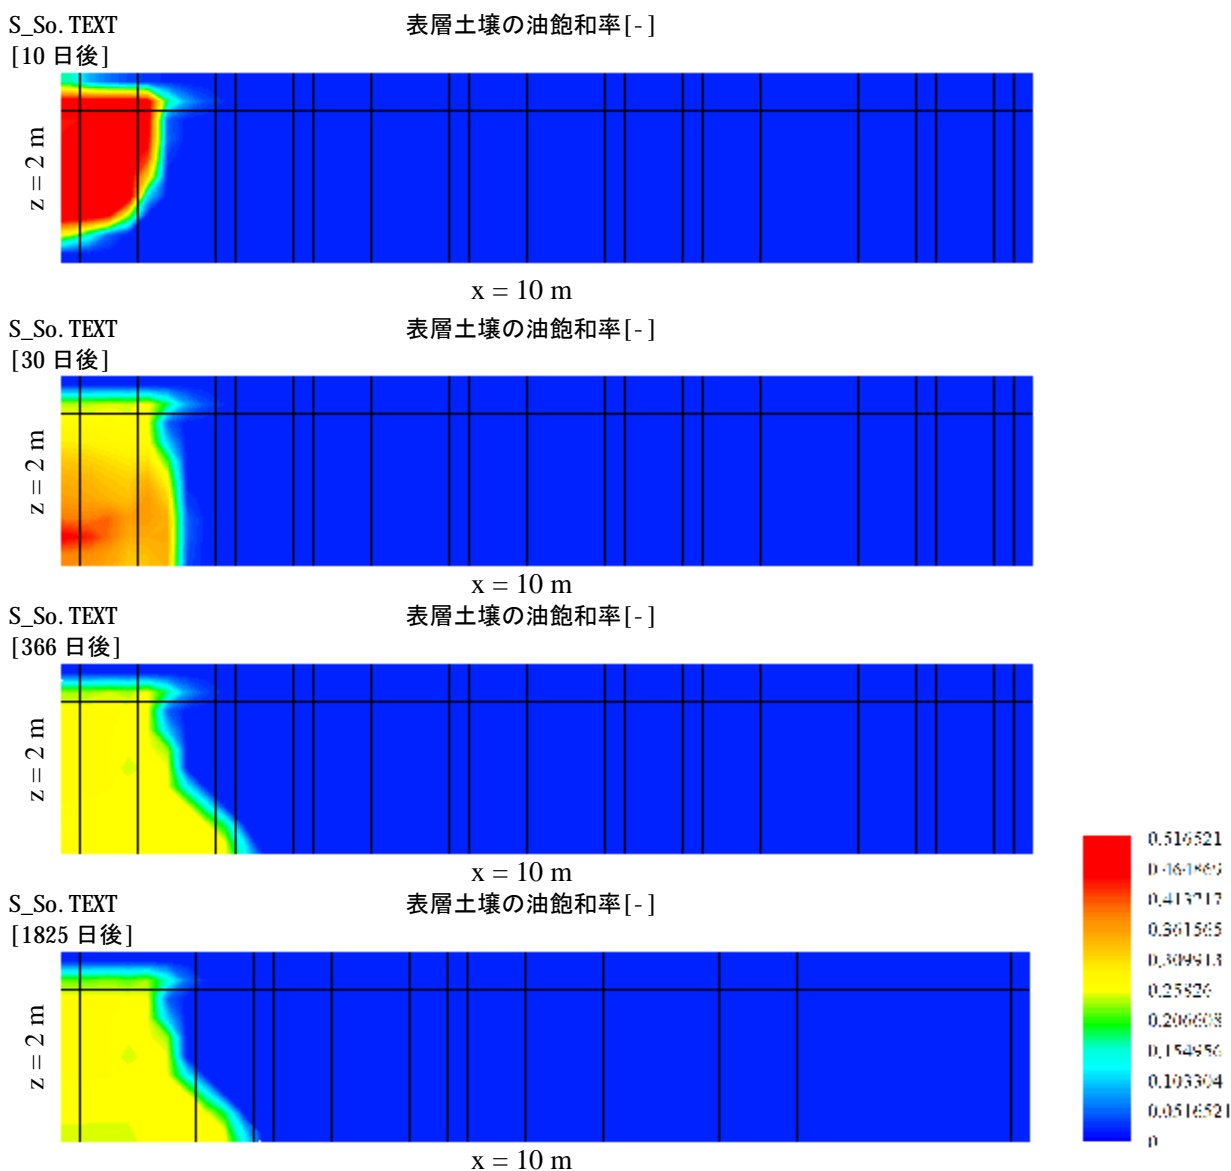 S_So. TEXT 表層土壌の油飽和率[-]
[10 日後]
z = 2 m
x = 10 m
S_So. TEXT 表層土壌の油飽和率[-]
[30 日後]
z = 2 m
x = 10 m
S_So. TEXT 表層土壌の油飽和率[-]
[366 日後]
z = 2 m
x = 10 m
S_So. TEXT 表層土壌の油飽和率[-]
[1825 日後]
z = 2 m
x = 10 m
0.516521
0.464869
0.413217
0.361565
0.309913
0.25826
0.206608
0.154956
0.103304
0.0516521
0